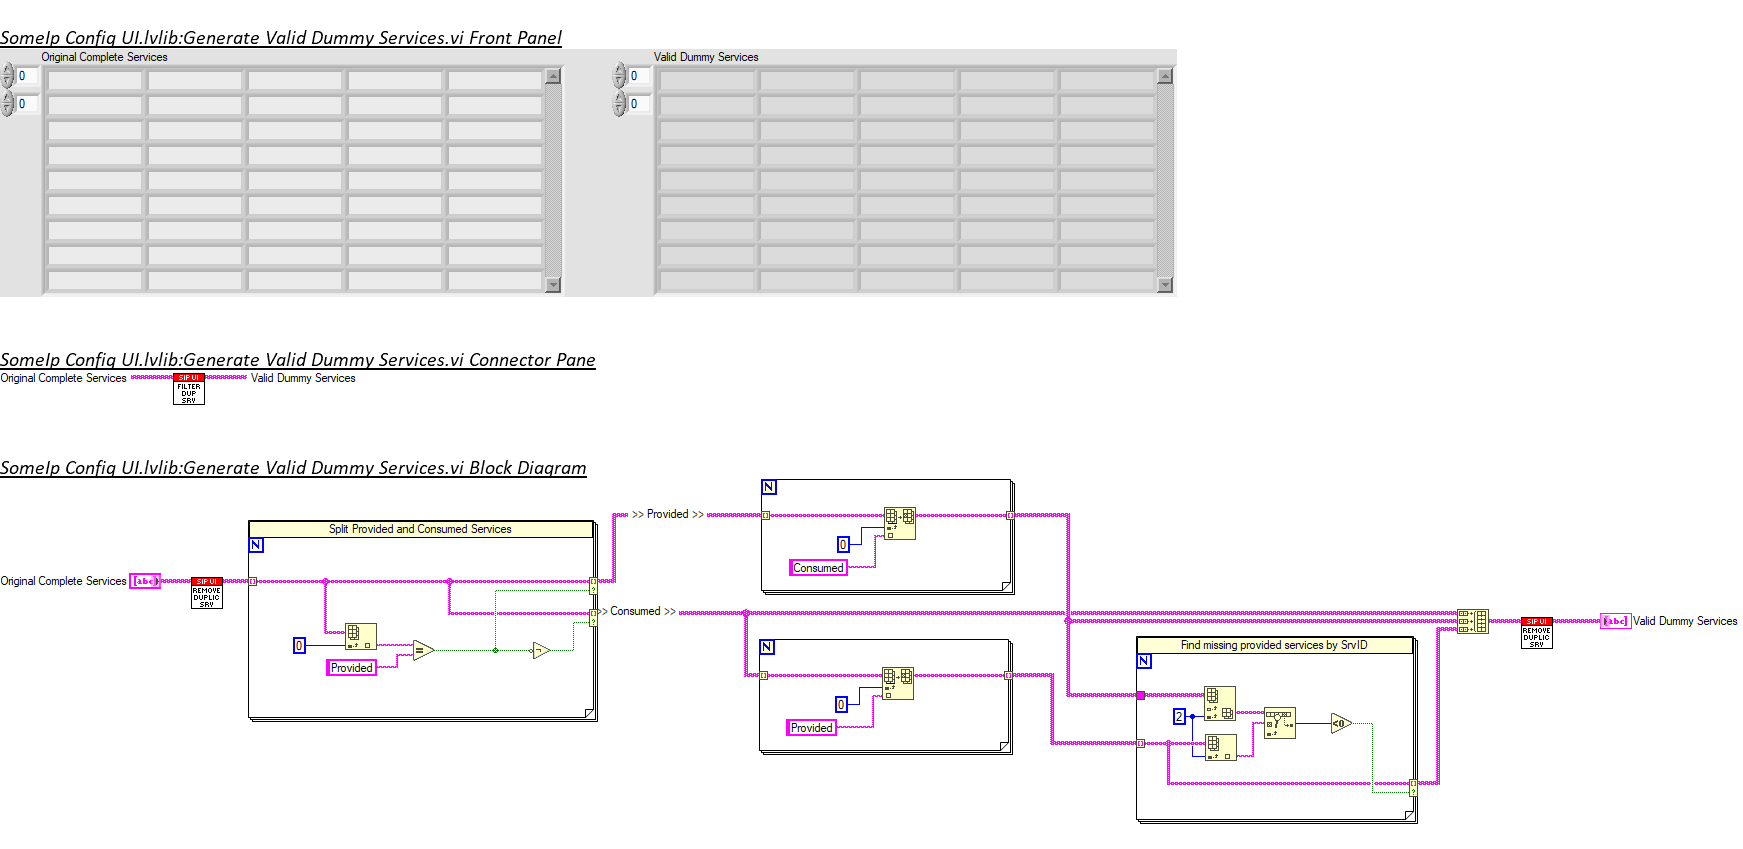 SomeIp Config UI.lvlib:Generate Valid Dummy Services.vi Front Panel
Original Complete Services
Valid Dummy Services
0
0
0
0
SomeIp Config UI.lvlib:Generate Valid Dummy Services.vi Connector Pane
Original Complete Services
SIP UI
FILTER
DUP
SRV
Valid Dummy Services
SomeIp Config UI.lvlib:Generate Valid Dummy Services.vi Block Diagram
N
>> Provided >>
0
Consumed
Split Provided and Consumed Services
N
Original Complete Services
[abc]
SIP UI
REMOVE
DUPLIC
SRV
0
=
Provided
>> Consumed >>
N
0
Provided
Find missing provided services by SrvID
N
2
<0
SIP UI
REMOVE
DUPLIC
SRV
[abc]
Valid Dummy Services